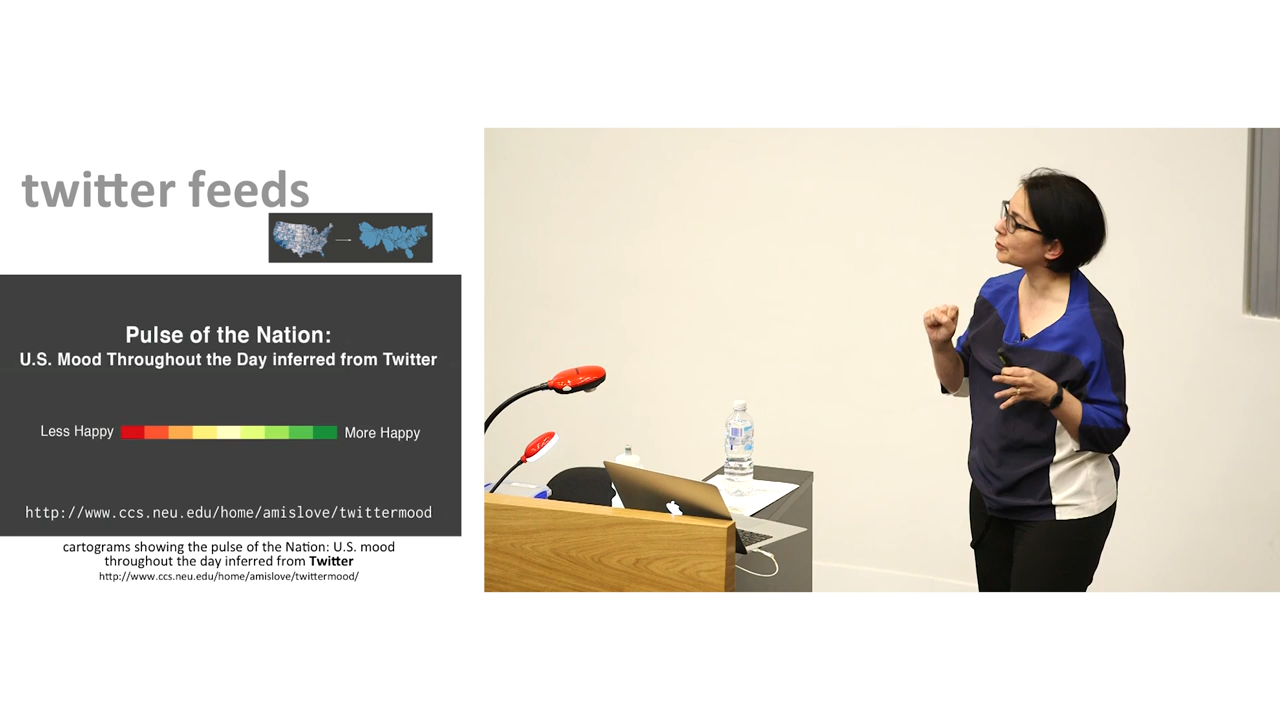 twitter feeds
Pulse of the Nation:
U.S. Mood Throughout the Day inferred from Twitter
Less Happy
More Happy
http://www.ccs.neu.edu/home/amislove/twittermood
cartograms showing the pulse of the Nation: U.S. mood
throughout the day inferred from Twitter
http://www.ccs.neu.edu/home/amislove/twittermood/